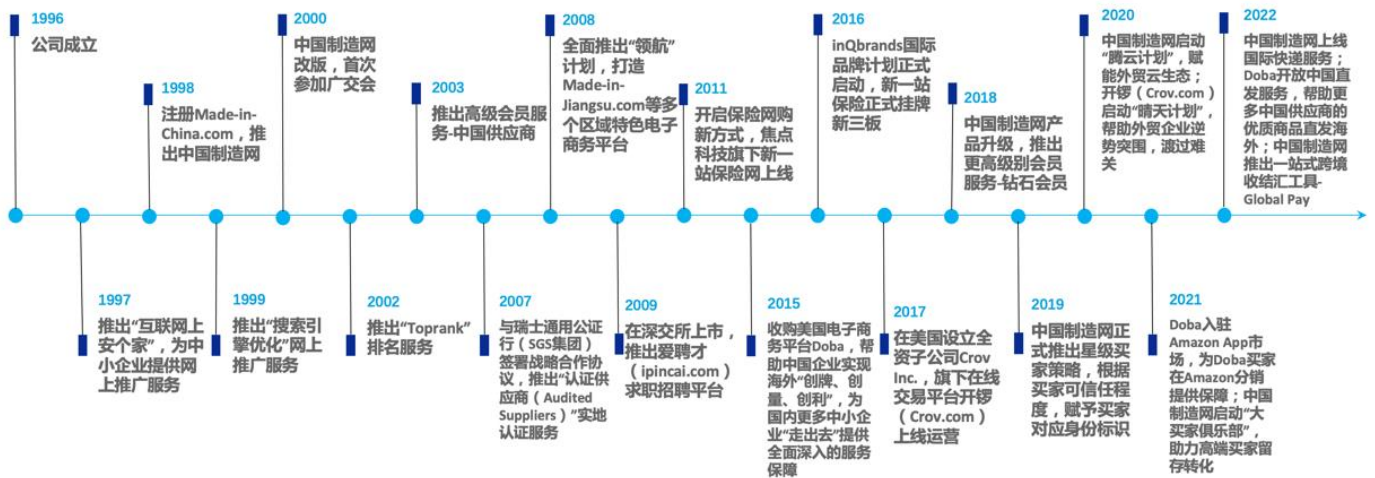 1996
公司成立
1997
推出“互联网上
安个家”，为中
小企业提供网
上推广服务
1998
注册Made-in-
China.com，推
出中国制造网
1999
推出“搜索引
擎优化”网上
推广服务
2000
中国制造网
改版，首次
参加广交会
2002
推出“Toprank”
排名服务
2003
推出高级会员服
务-中国供应商
2007
与瑞士通用公证
行（SGS集团）
签署战略合作协
议，推出“认证供
应商（Audited
Suppliers）”实地
认证服务
2008
全面推出“领航”
计划，打造
Made-in-
Jiangsu.com等多
个区域特色电子
商务平台
2009
在深交所上市，
推出爱聘才
（ipincai.com）
求职招聘平台
2011
开启保险网购
新方式，焦点
科技旗下新一
站保险网上线
2015
收购美国电子商
务平台Doba，帮
助中国企业实现
海外“创牌、创
量、创利”，为
国内更多中小企
业“走出去”提供
全面深入的服务
保障
2016
inQbrands国际
品牌计划正式
启动，新一站
保险正式挂牌
新三板
2017
在美国设立全
资子公司Crov
Inc.，旗下在线
交易平台开锣
（Crov.com）
上线运营
2018
中国制造网产
品升级，推出
更高级别会员
服务-钻石会员
2019
中国制造网正
式推出星级买
家策略，根据
买家可信任程
度，赋予买家
对应身份标识
2020
中国制造网启动
“腾云计划”，赋
能外贸云生态；
开锣（Crov.com）
启动“晴天计划”，
帮助外贸企业逆
势突围，渡过难
关
2021
Doba入驻
Amazon App市
场，为Doba买家
在Amazon分销
提供保障；中国
制造网启动“大
买家俱乐部”，
助力高端买家留
存转化
2022
中国制造网上线
国际快递服务；
Doba开放中国直
发服务，帮助更
多中国供应商的
优质商品直发海
外；中国制造网
推出一站式跨境
收结汇工具-
Global Pay